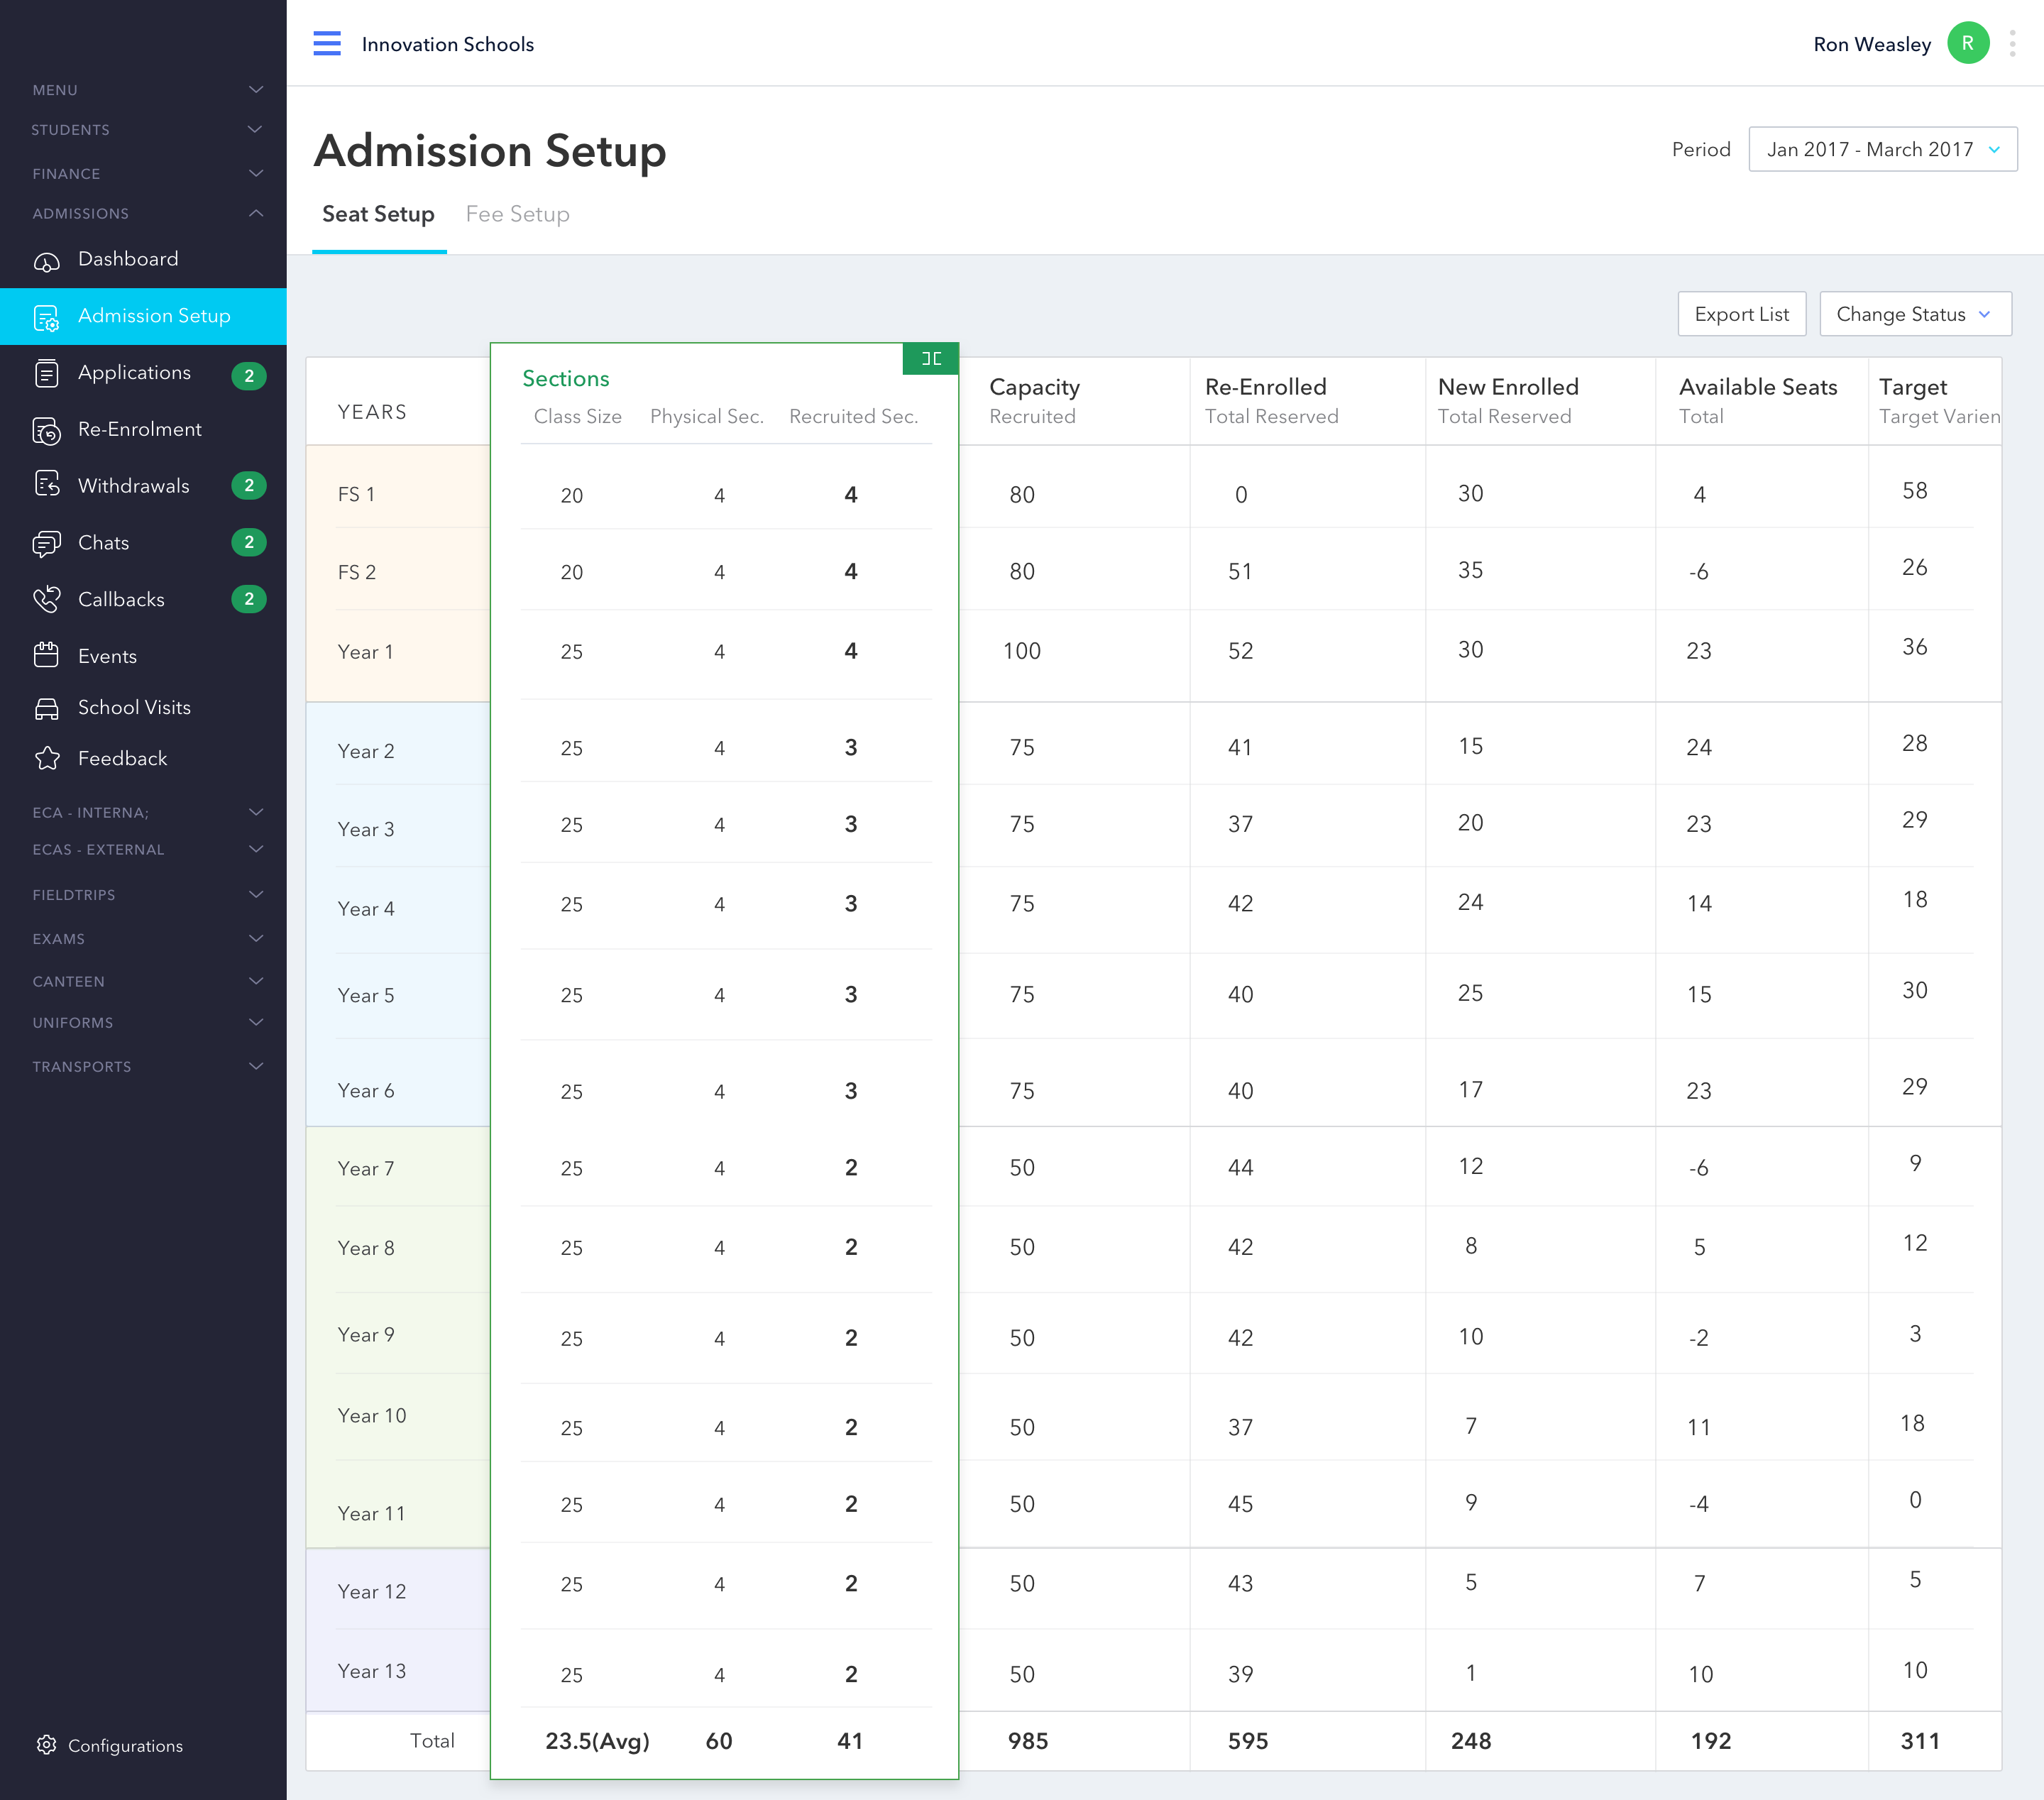 Innovation Schools
Ron Weasley
R
MENU
STUDENTS
FINANCE
ADMISSIONS
Dashboard
Admission Setup
Applications 2
Re-Enrolment
Withdrawals 2
Chats 2
Callbacks 2
Events
School Visits
Feedback
ECA - INTERNA;
ECAS - EXTERNAL
FIELDTRIPS
EXAMS
CANTEEN
UNIFORMS
TRANSPORTS
Configurations
Admission Setup
Period Jan 2017 - March 2017
Seat Setup Fee Setup
Export List Change Status
Sections
Capacity Re-Enrolled New Enrolled Available Seats Target
YEARS Class Size Physical Sec. Recruited Sec. Recruited Total Reserved Total Reserved Total Target Varien
FS 1 20 4 4 80 0 30 4 58
FS 2 20 4 4 80 51 35 -6 26
Year 1 25 4 4 100 52 30 23 36
Year 2 25 4 3 75 41 15 24 28
Year 3 25 4 3 75 37 20 23 29
Year 4 25 4 3 75 42 24 14 18
Year 5 25 4 3 75 40 25 15 30
Year 6 25 4 3 75 40 17 23 29
Year 7 25 4 2 50 44 12 -6 9
Year 8 25 4 2 50 42 8 5 12
Year 9 25 4 2 50 42 10 -2 3
Year 10 25 4 2 50 37 7 11 18
Year 11 25 4 2 50 45 9 -4 0
Year 12 25 4 2 50 43 5 7 5
Year 13 25 4 2 50 39 1 10 10
Total 23.5(Avg) 60 41 985 595 248 192 311